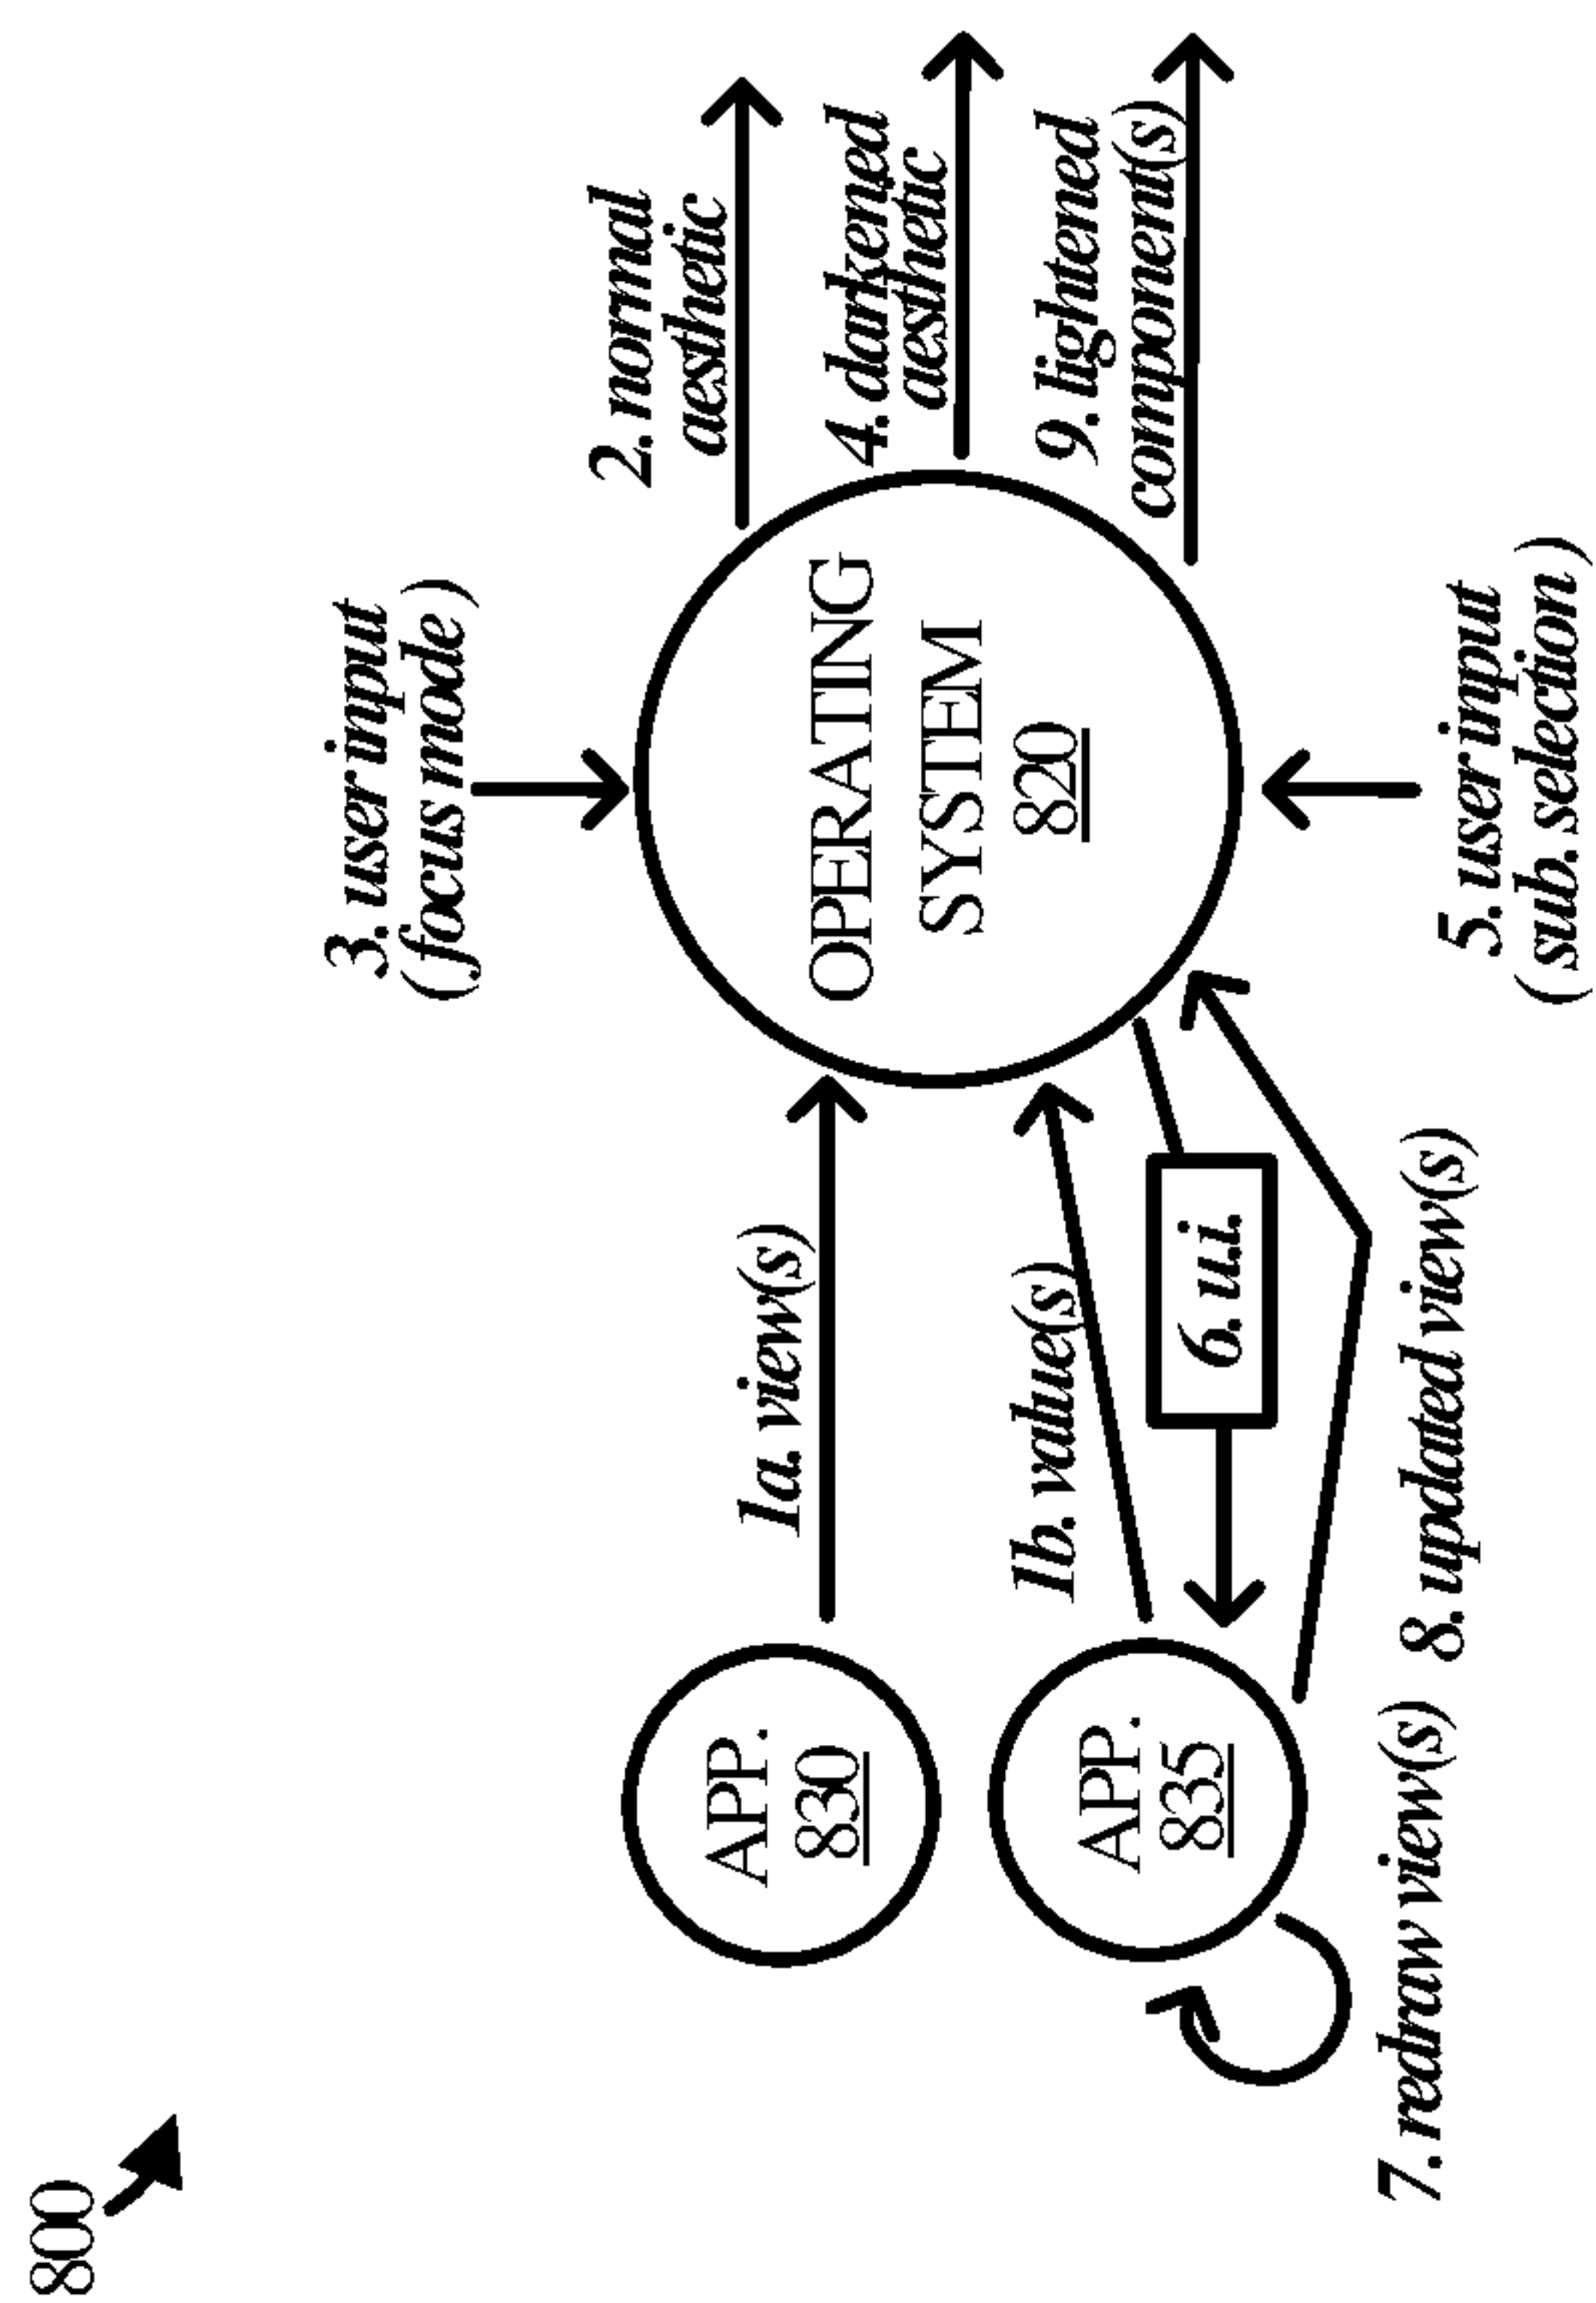 800
3. user input
(focus mode)
APP.
830
1a. view(s)
OPERATING
SYSTEM
820
2. normal
aesthetic
4. darkened
aesthetic
9. lightened
component(s)
APP.
835
1b. value(s)
6. u.i.
7. redraw view(s)
8. updated view(s)
5. user input
(sub. selection)